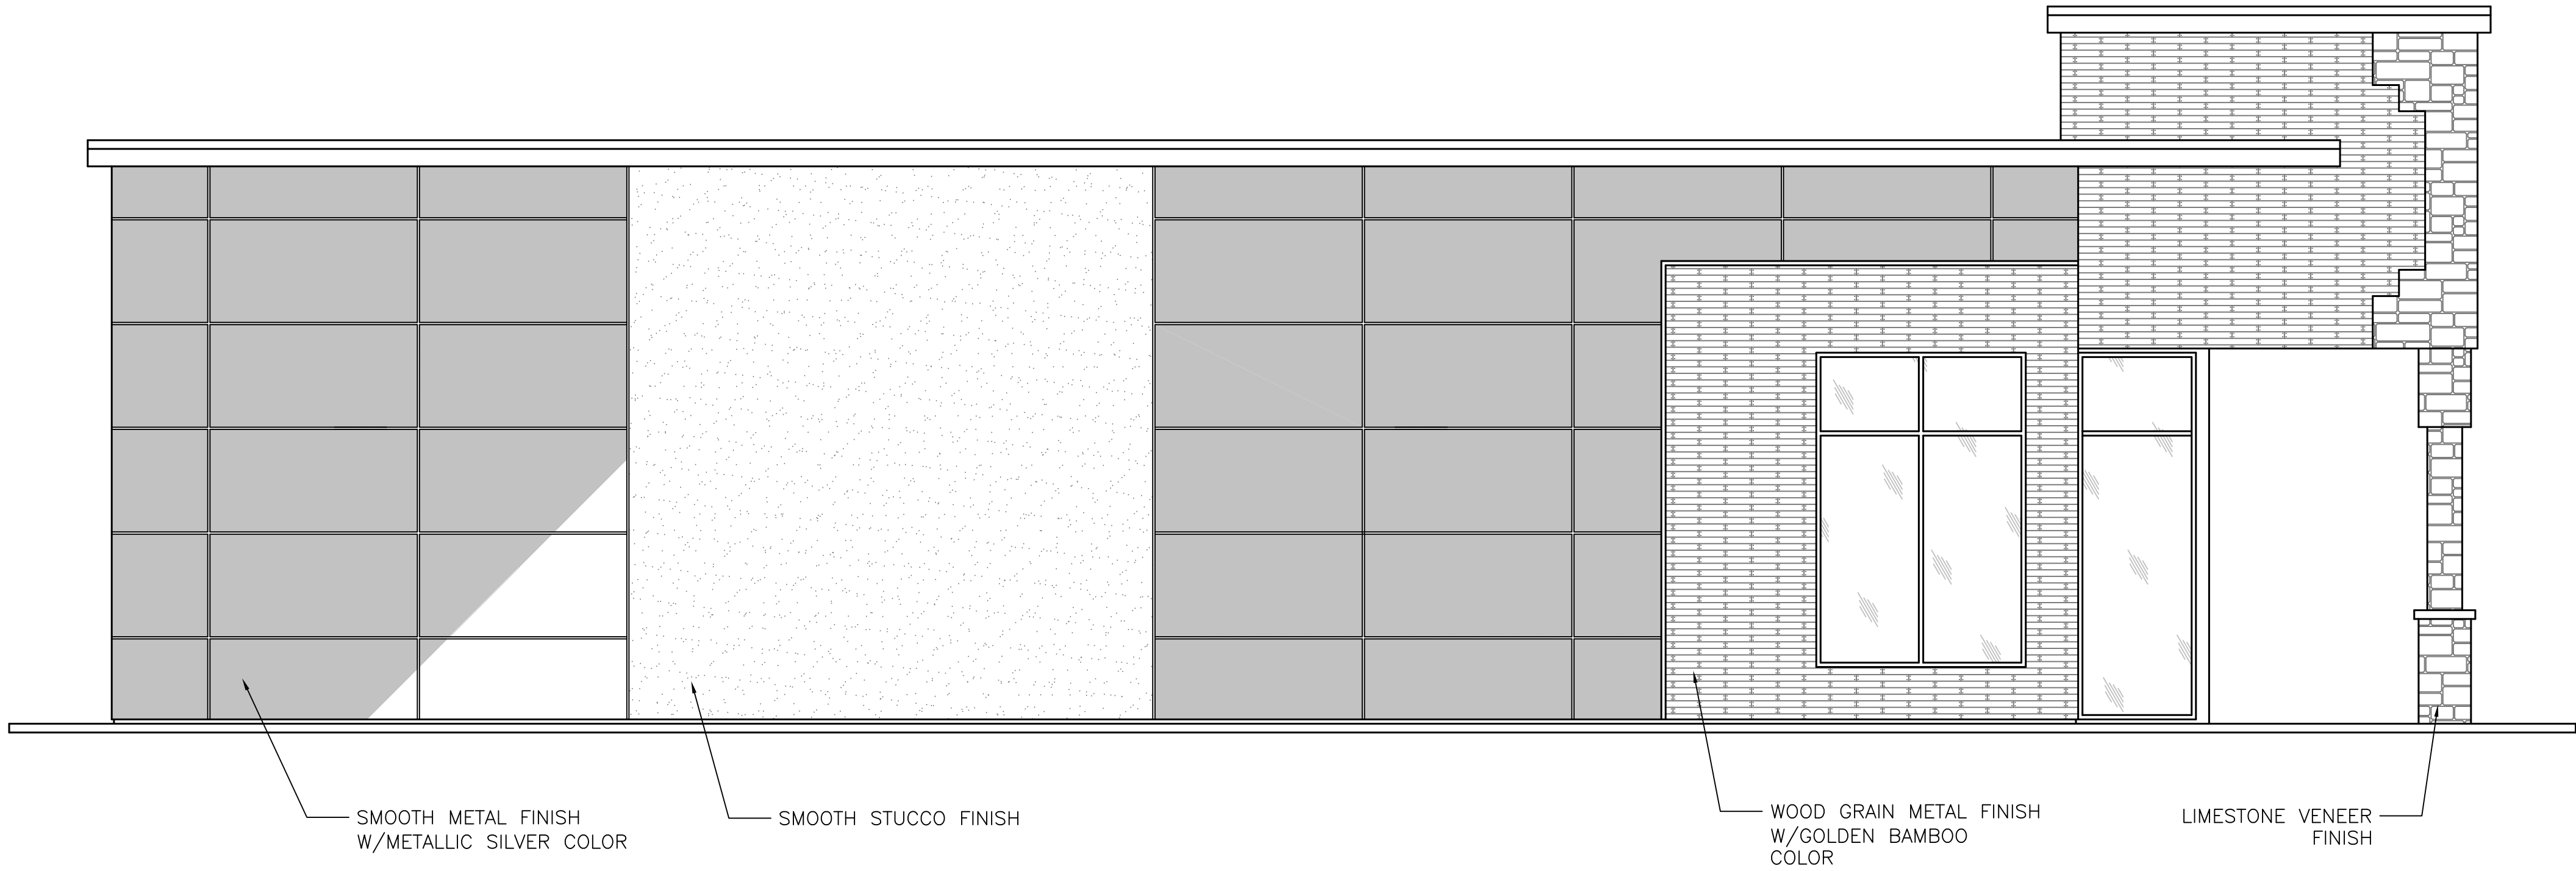 SMOOTH METAL FINISH
W/METALLIC SILVER COLOR
SMOOTH STUCCO FINISH
WOOD GRAIN METAL FINISH
W/GOLDEN BAMBOO
COLOR
LIMESTONE VENEER
FINISH